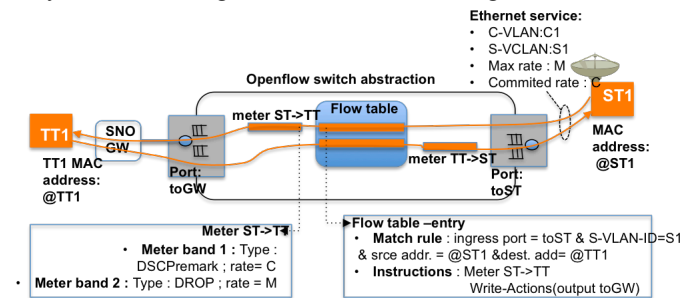 Ethernet service:
• C-VLAN:C1
• S-VCLAN:S1
• Max rate : M
• Commited rate : C
ST1
Openflow switch abstraction
Flow table
meter ST->TT
TT1
SNO
GW
MAC
address:
@ST1
TT1 MAC
address:
@TT1
Port:
toGW
meter TT->ST
Port:
toST
Meter ST->TT
• Meter band 1 : Type :
DSCPremark ; rate= C
• Meter band 2 : Type : DROP ; rate = M
Flow table –entry
• Match rule : ingress port = toST & S-VLAN-ID=S1
& srce addr. = @ST1 &dest. add= @TT1
• Instructions : Meter ST->TT
Write-Actions(output toGW)